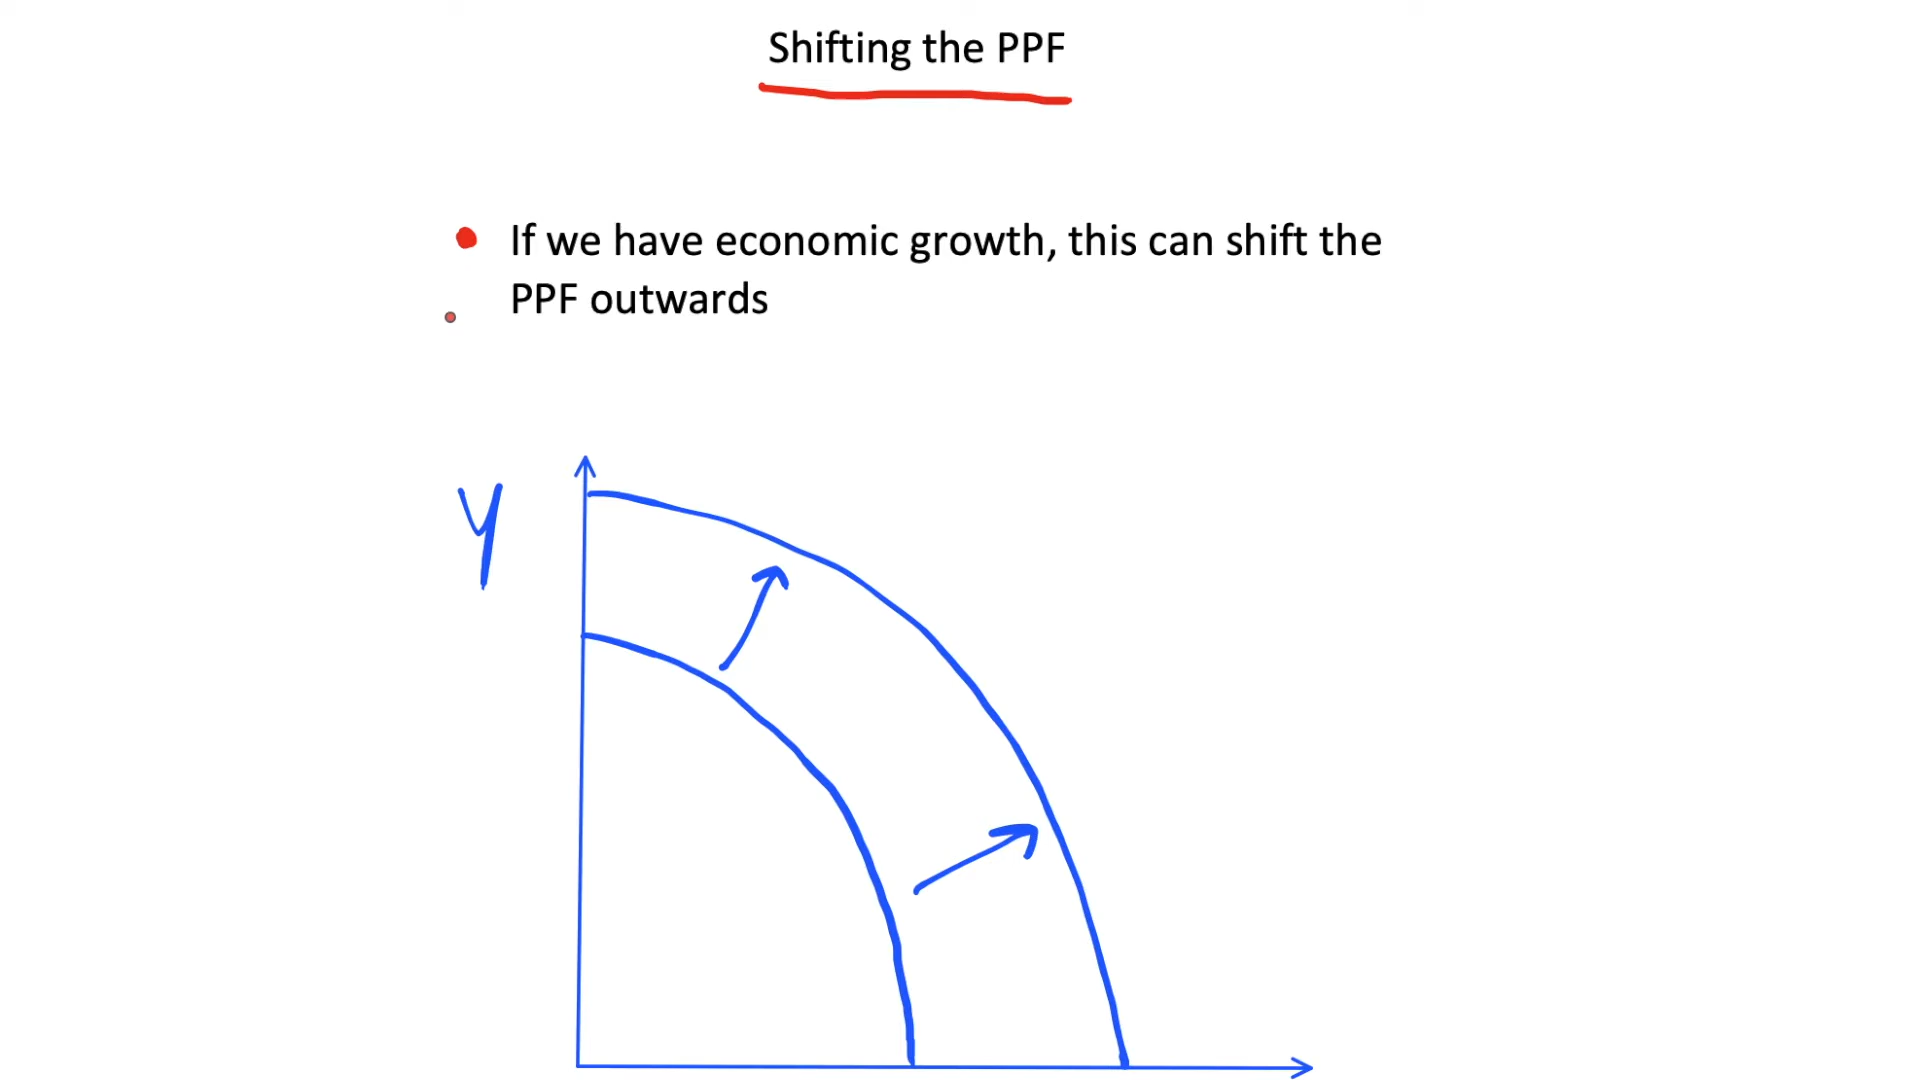 Shifting the PPF
If we have economic growth, this can shift the
PPF outwards
Y